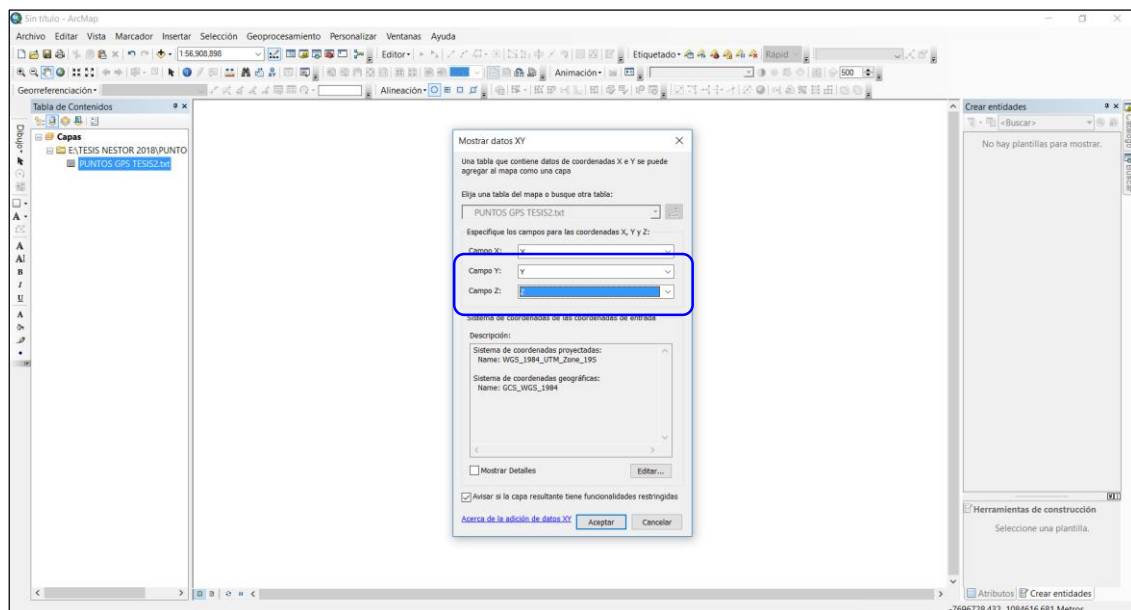 Sin título - ArcMap
Archivo Editar Vista Marcador Insertar Selección Geoprocesamiento Personalizar Ventanas Ayuda
1:56.908.898 Editor Etiquetado Rápid
Animación 500
Georreferenciación Alineación
Tabla de Contenidos
Capas
E:\TESIS NESTOR 2018\PUNTO
PUNTOS GPS TESIS2.txt
Dibujo
A
A
AI
B
I
U
A
Mostrar datos XY
Una tabla que contiene datos de coordenadas X e Y se puede
agregar al mapa como una capa
Elija una tabla del mapa o busque otra tabla:
PUNTOS GPS TESIS2.txt
Especifique los campos para las coordenadas X, Y y Z:
Campo X: X
Campo Y: Y
Campo Z: Z
Sistema de coordenadas de las coordenadas de entrada
Descripción:
Sistema de coordenadas proyectadas:
Name: WGS_1984_UTM_Zone_19S
Sistema de coordenadas geográficas:
Name: GCS_WGS_1984
Mostrar Detalles
Editar...
Avisar si la capa resultante tiene funcionalidades restringidas
Acerca de la adición de datos XY
Aceptar
Cancelar
Crear entidades
<Buscar>
No hay plantillas para mostrar.
Catálogo
Buscar
Herramientas de construcción
Seleccione una plantilla.
Atributos Crear entidades
-7696728,432 1084616,681 Metros